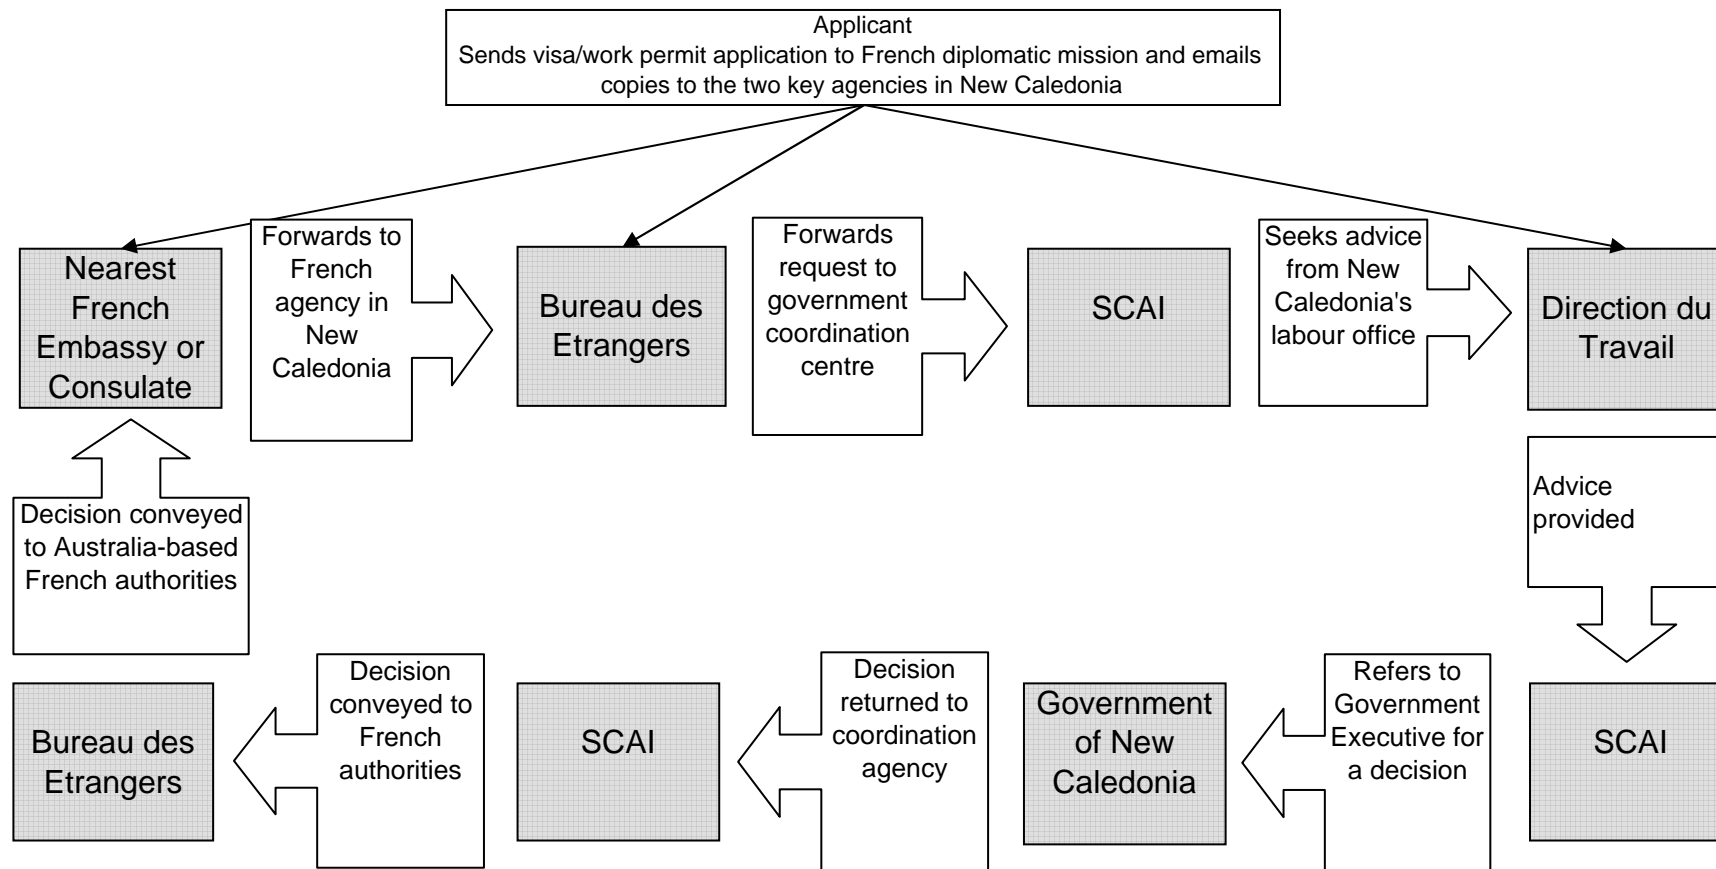 Applicant
Sends visa/work permit application to French diplomatic mission and emails
copies to the two key agencies in New Caledonia
Nearest
French
Embassy or
Consulate
Forwards to
French
agency in
New
Caledonia
Bureau des
Etrangers
Forwards
request to
government
coordination
centre
SCAI
Seeks advice
from New
Caledonia's
labour office
Direction du
Travail
Advice
provided
SCAI
Refers to
Government
Executive for
a decision
Government
of New
Caledonia
Decision
returned to
coordination
agency
SCAI
Decision
conveyed to
French
authorities
Bureau des
Etrangers
Decision conveyed
to Australia-based
French authorities